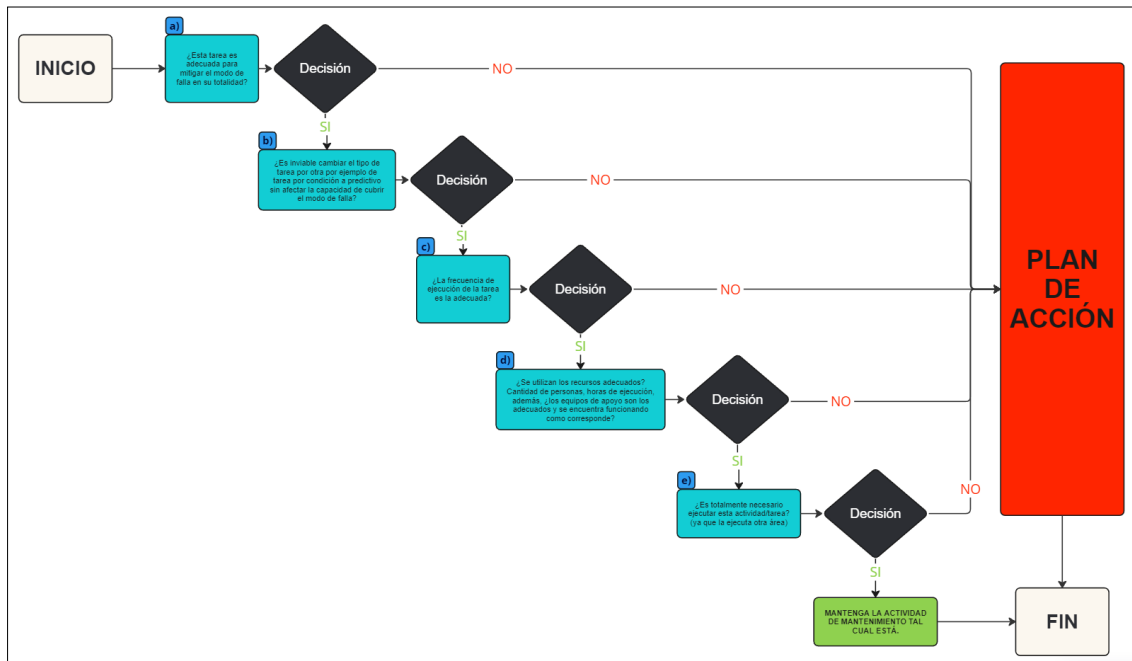 a)
INICIO
¿Esta tarea es
adecuada para
mitigar el modo de
falla en su totalidad?
Decisión
NO
SI
b)
¿Es inviable cambiar el tipo de
tarea por otra por ejemplo de
tarea por condición a predictivo
sin afectar la capacidad de cubrir
el modo de falla?
Decisión
NO
SI
c)
¿La frecuencia de
ejecución de la tarea
es la adecuada?
Decisión
NO
SI
d)
¿Se utilizan los recursos adecuados?
Cantidad de personas, horas de ejecución,
además, ¿los equipos de apoyo son los
adecuados y se encuentra funcionando
como corresponde?
Decisión
NO
SI
e)
¿Es totalmente necesario
ejecutar esta actividad/tarea?
(ya que la ejecuta otra área)
Decisión
NO
SI
PLAN
DE
ACCIÓN
MANTENGA LA ACTIVIDAD
DE MANTENIMIENTO TAL
CUAL ESTÁ.
FIN